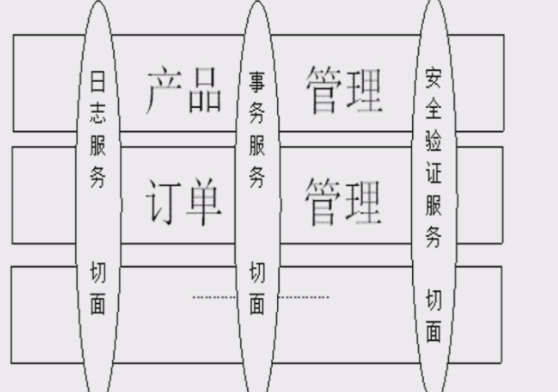 日志服务 切面
产品
事务服务 切面
管理
安全验证服务 切面
订单
管理